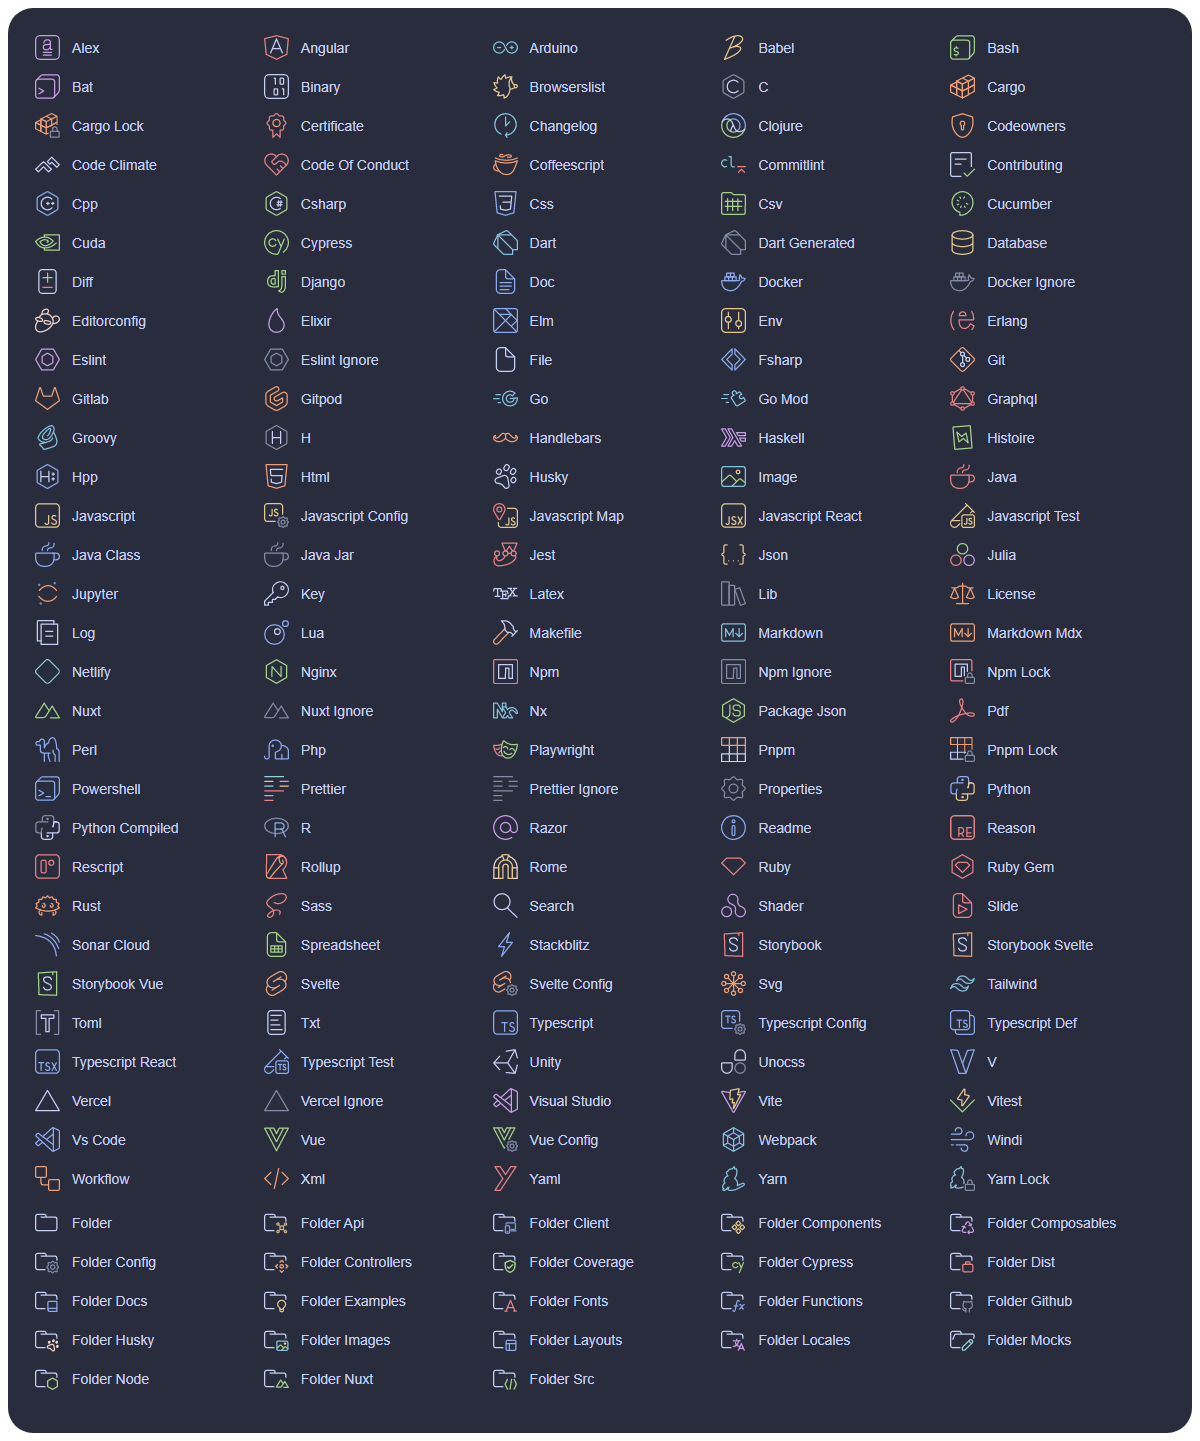 Alex Angular Arduino Babel Bash
Bat Binary Browserslist C Cargo
Cargo Lock Certificate Changelog Clojure Codeowners
Code Climate Code Of Conduct Coffeescript Commitlint Contributing
Cpp Csharp Css Csv Cucumber
Cuda Cypress Dart Dart Generated Database
Diff Django Doc Docker Docker Ignore
Editorconfig Elixir Elm Env Erlang
Eslint Eslint Ignore File Fsharp Git
Gitlab Gitpod Go Go Mod Graphql
Groovy H Handlebars Haskell Histoire
Hpp Html Husky Image Java
Javascript Javascript Config Javascript Map Javascript React Javascript Test
Java Class Java Jar Jest Json Julia
Jupyter Key Latex Lib License
Log Lua Makefile Markdown Markdown Mdx
Netlify Nginx Npm Npm Ignore Npm Lock
Nuxt Nuxt Ignore Nx Package Json Pdf
Perl Php Playwright Pnpm Pnpm Lock
Powershell Prettier Prettier Ignore Properties Python
Python Compiled R Razor Readme Reason
Rescript Rollup Rome Ruby Ruby Gem
Rust Sass Search Shader Slide
Sonar Cloud Spreadsheet Stackblitz Storybook Storybook Svelte
Storybook Vue Svelte Svelte Config Svg Tailwind
Toml Txt Typescript Typescript Config Typescript Def
Typescript React Typescript Test Unity Unocss V
Vercel Vercel Ignore Visual Studio Vite Vitest
Vs Code Vue Vue Config Webpack Windi
Workflow Xml Yaml Yarn Yarn Lock
Folder Folder Api Folder Client Folder Components Folder Composables
Folder Config Folder Controllers Folder Coverage Folder Cypress Folder Dist
Folder Docs Folder Examples Folder Fonts Folder Functions Folder Github
Folder Husky Folder Images Folder Layouts Folder Locales Folder Mocks
Folder Node Folder Nuxt Folder Src